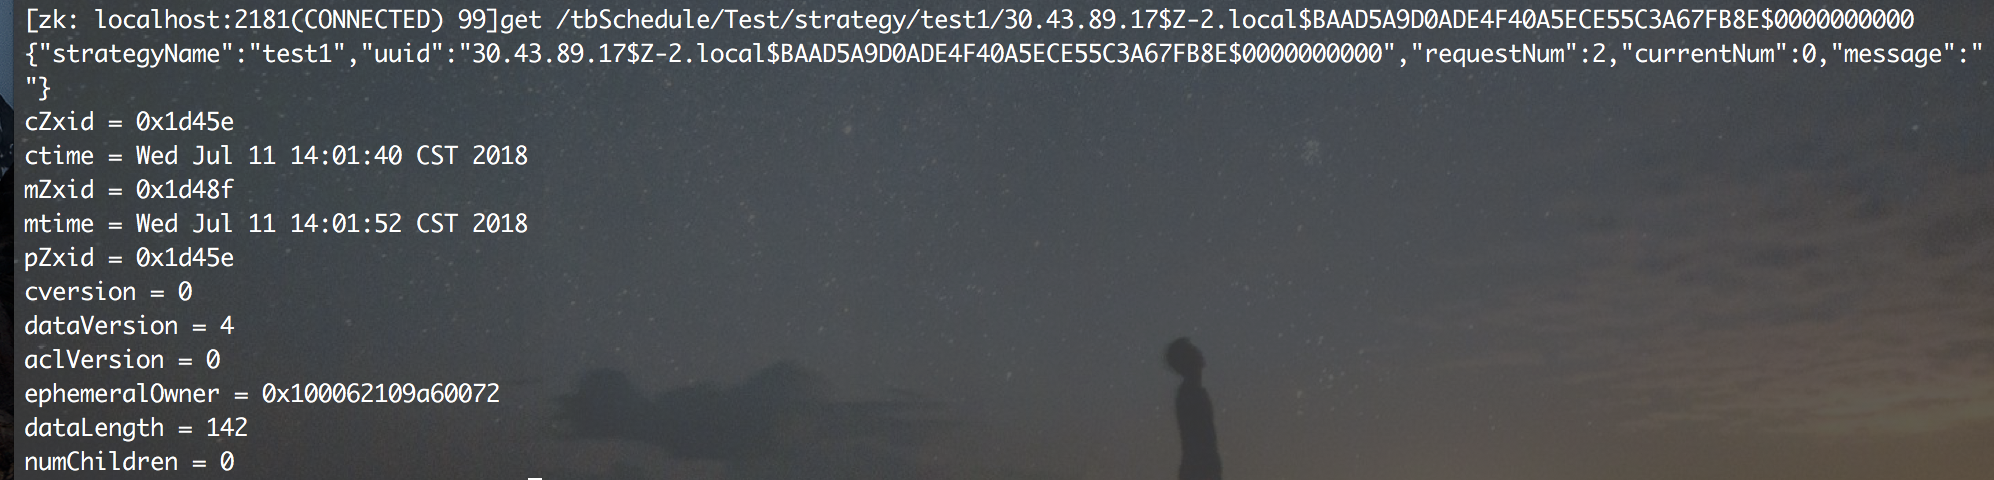 [zk: localhost:2181(CONNECTED) 99]get /tbSchedule/Test/strategy/test1/30.43.89.17$Z-2.local$BAAD5A9D0ADE4F40A5ECE55C3A67FB8E$0000000000
{"strategyName":"test1","uuid":"30.43.89.17$Z-2.local$BAAD5A9D0ADE4F40A5ECE55C3A67FB8E$0000000000","requestNum":2,"currentNum":0,"message":"
"}
cZxid = 0x1d45e
ctime = Wed Jul 11 14:01:40 CST 2018
mZxid = 0x1d48f
mtime = Wed Jul 11 14:01:52 CST 2018
pZxid = 0x1d45e
cversion = 0
dataVersion = 4
aclVersion = 0
ephemeralOwner = 0x100062109a60072
dataLength = 142
numChildren = 0